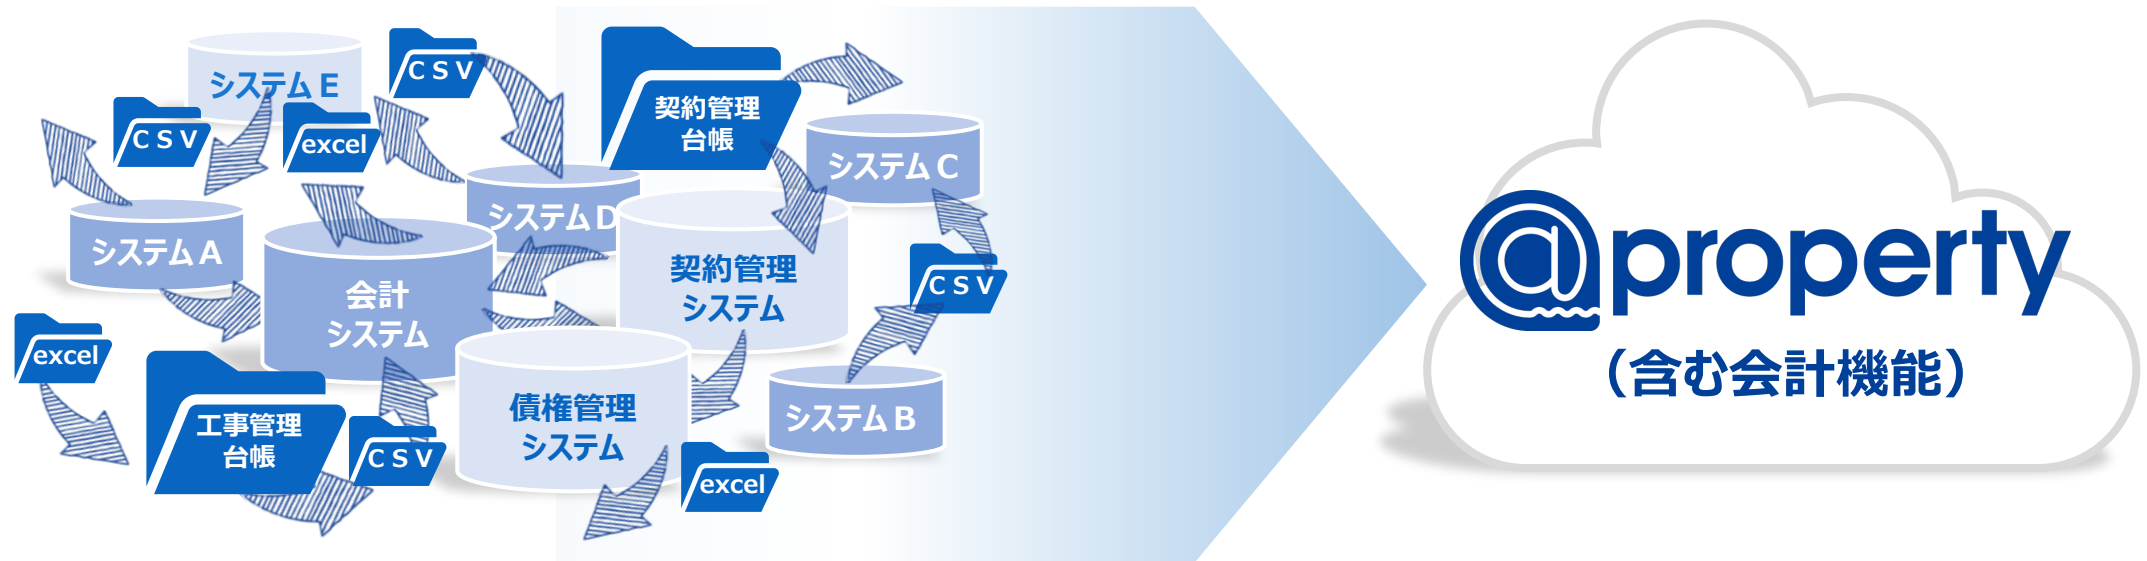 システムE
CSV
CSV
excel
契約管理
台帳
システムC
システムA
システムD
会計
システム
契約管理
システム
CSV
excel
工事管理
台帳
CSV
債権管理
システム
システムB
excel
@property
（含む会計機能）